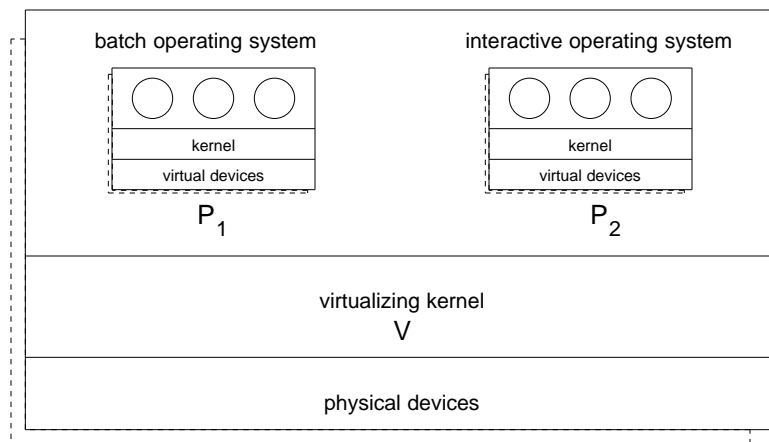 batch operating system
interactive operating system
kernel
kernel
virtual devices
virtual devices
P1
P2
virtualizing kernel
V
physical devices